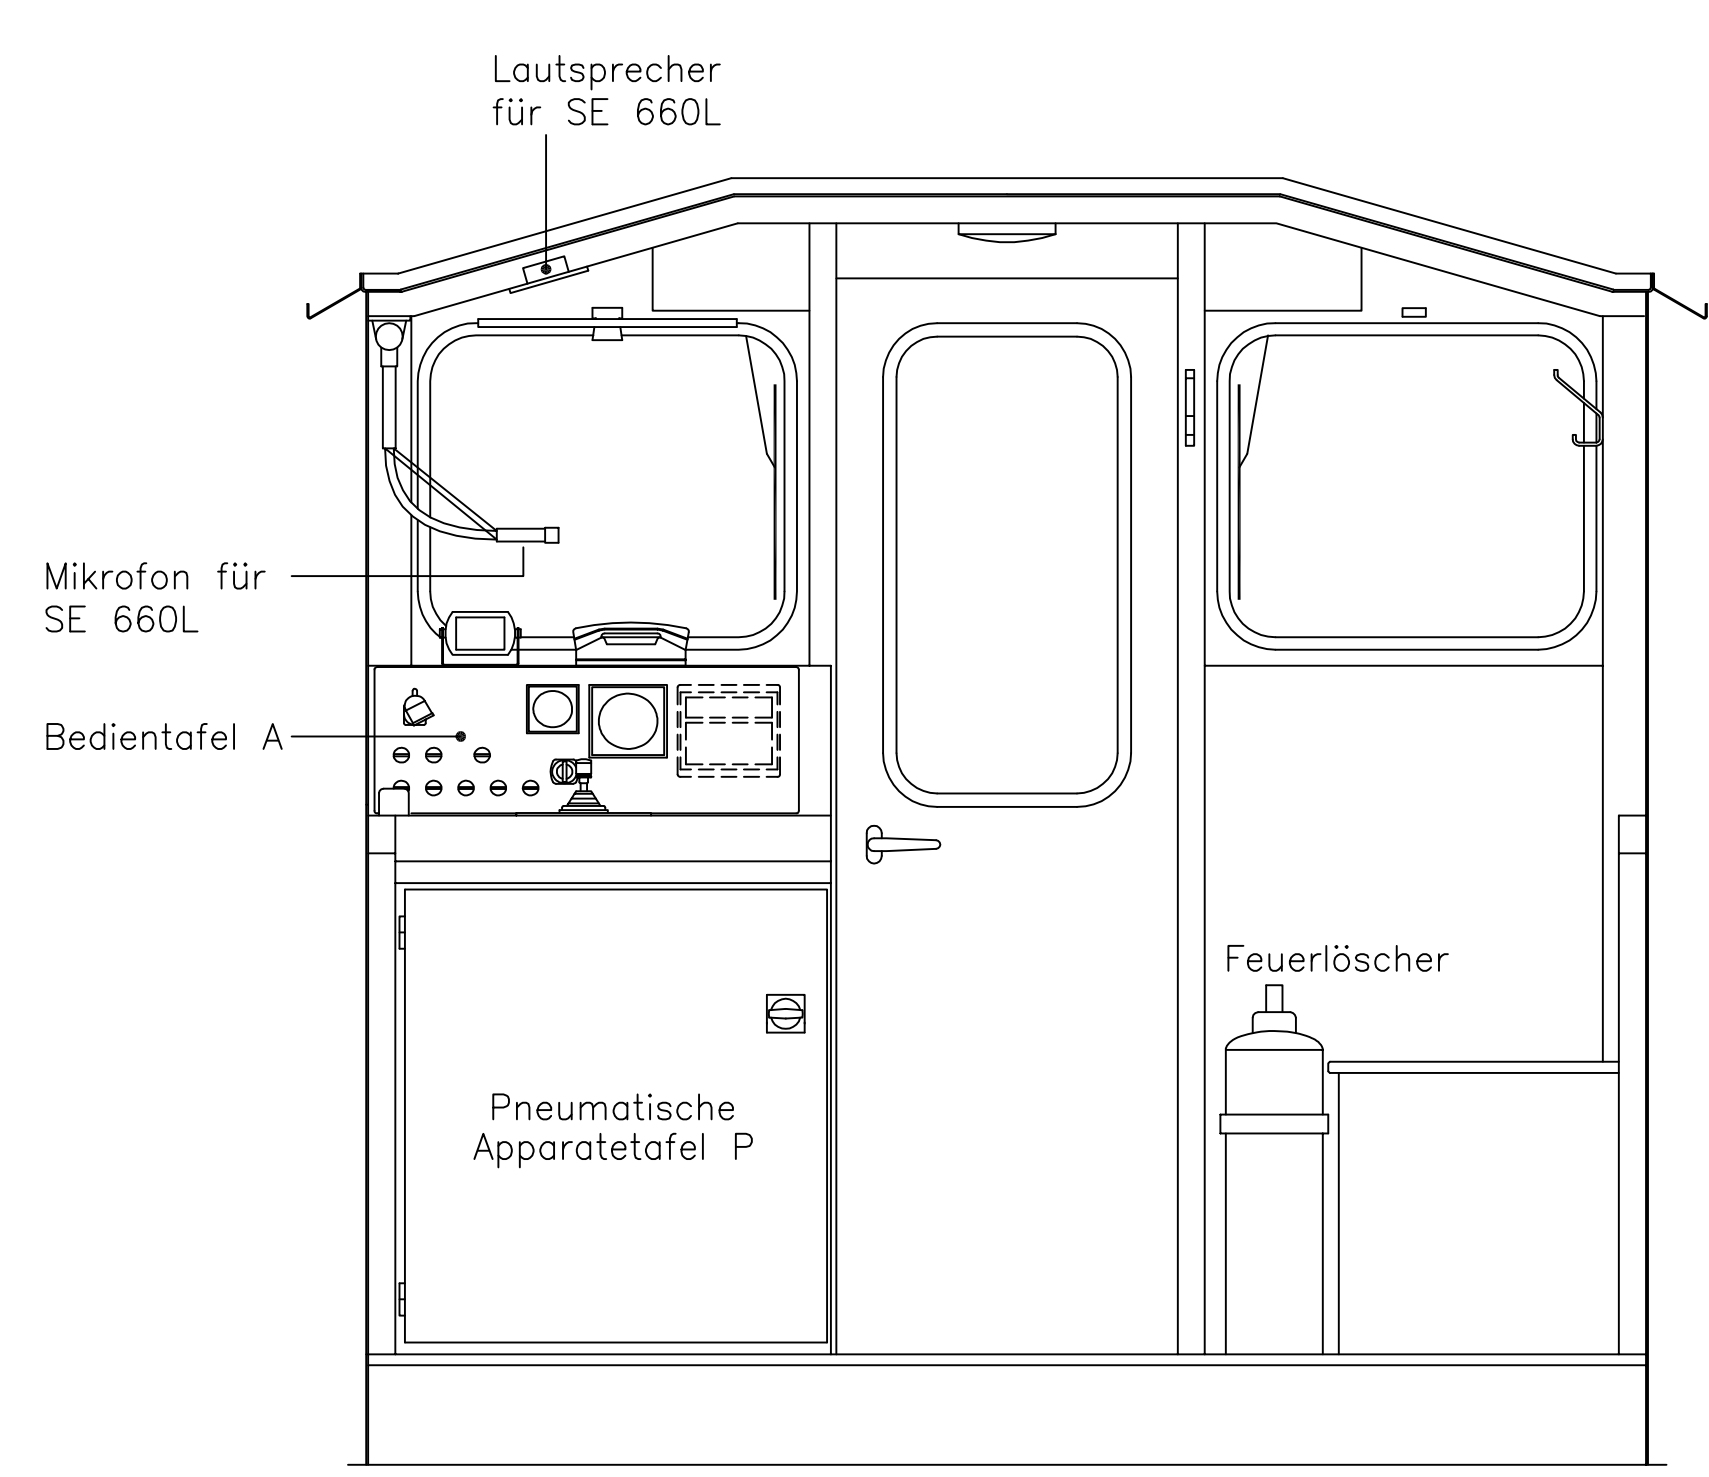 Lautsprecher
für SE 660L
Mikrofon für
SE 660L
Bedientafel A
Feuerlöscher
Pneumatische
Apparatetafel P